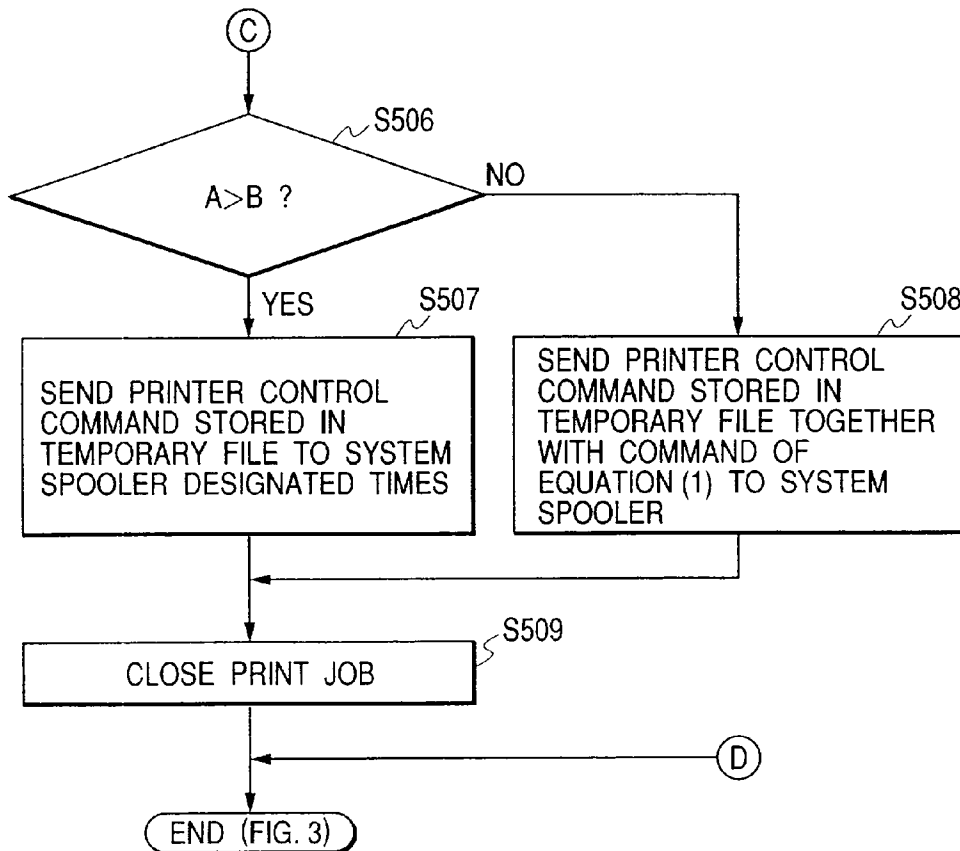 C
S506
A>B ?
NO
YES
S507
S508
SEND PRINTER CONTROL
COMMAND STORED IN
TEMPORARY FILE TO SYSTEM
SPOOLER DESIGNATED TIMES
SEND PRINTER CONTROL
COMMAND STORED IN
TEMPORARY FILE TOGETHER
WITH COMMAND OF
EQUATION (1) TO SYSTEM
SPOOLER
S509
CLOSE PRINT JOB
D
END (FIG. 3)